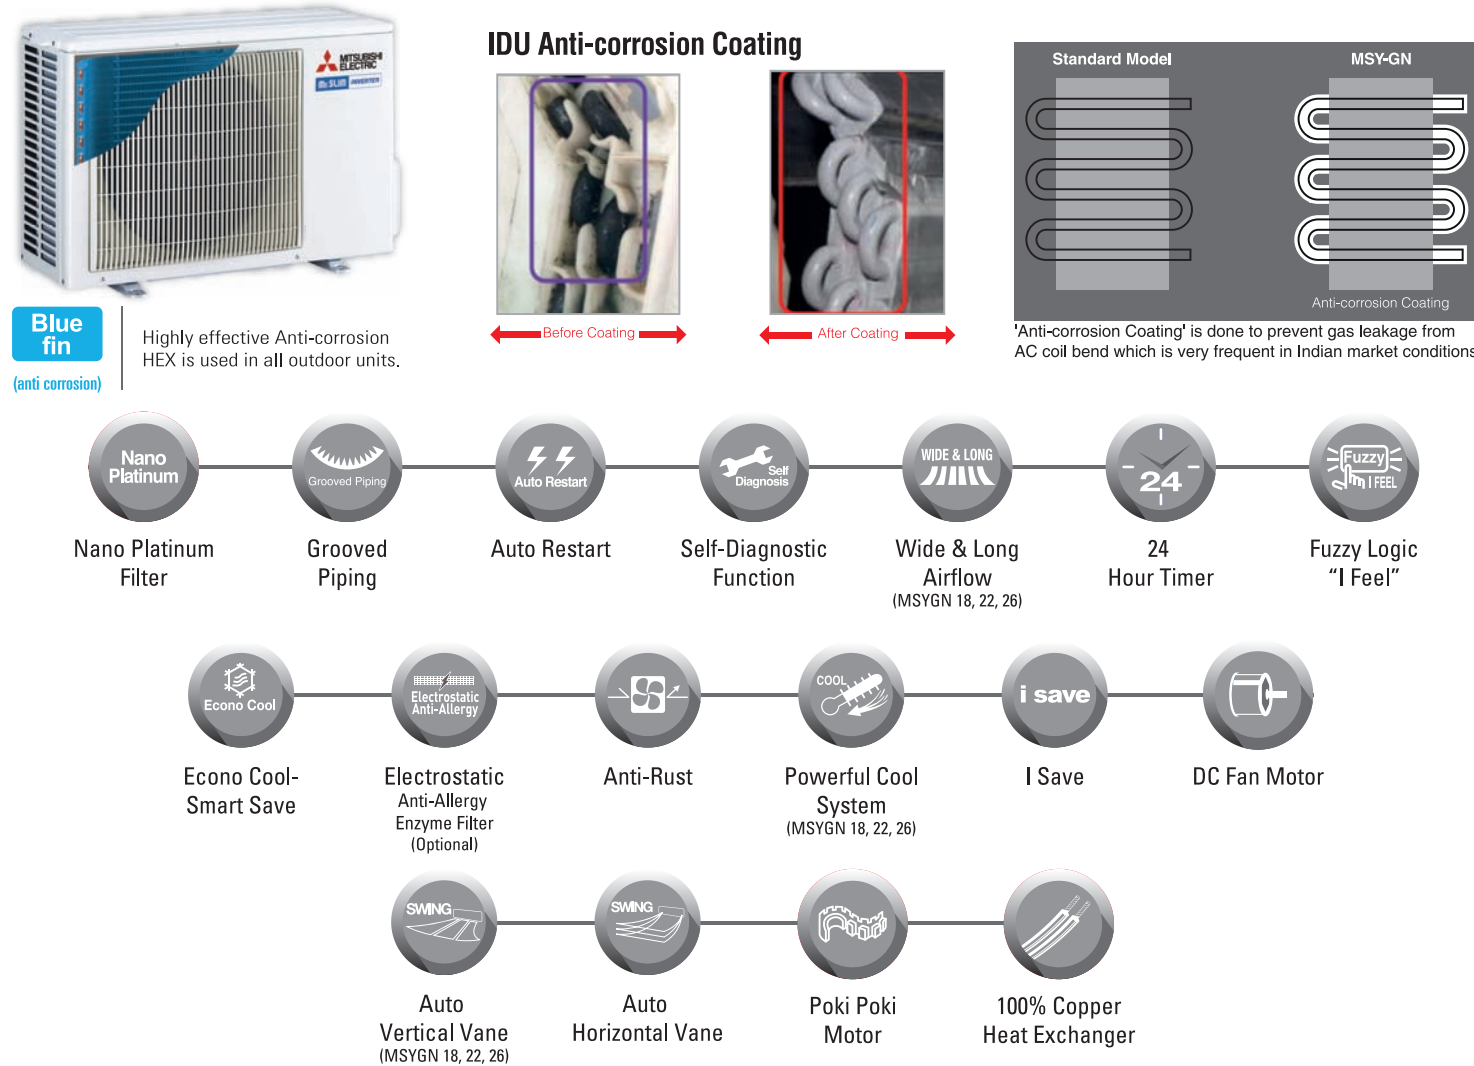 MITSUBISHI
ELECTRIC
Mr.SLIM INVERTER
Blue
fin
(anti corrosion)
Highly effective Anti-corrosion
HEX is used in all outdoor units.
IDU Anti-corrosion Coating
Before Coating
After Coating
Standard Model
MSY-GN
Anti-corrosion Coating
'Anti-corrosion Coating' is done to prevent gas leakage from
AC coil bend which is very frequent in Indian market conditions
Nano
Platinum
Grooved Piping
Auto Restart
Self
Diagnosis
WIDE & LONG
24
Fuzzy
I FEEL
Nano Platinum
Filter
Grooved
Piping
Auto Restart
Self-Diagnostic
Function
Wide & Long
Airflow
(MSYGN 18, 22, 26)
24
Hour Timer
Fuzzy Logic
“I Feel”
Econo Cool
Electrostatic
Anti-Allergy
COOL
i save
Econo Cool-
Smart Save
Electrostatic
Anti-Allergy
Enzyme Filter
(Optional)
Anti-Rust
Powerful Cool
System
(MSYGN 18, 22, 26)
I Save
DC Fan Motor
SWING
SWING
Auto
Vertical Vane
(MSYGN 18, 22, 26)
Auto
Horizontal Vane
Poki Poki
Motor
100% Copper
Heat Exchanger